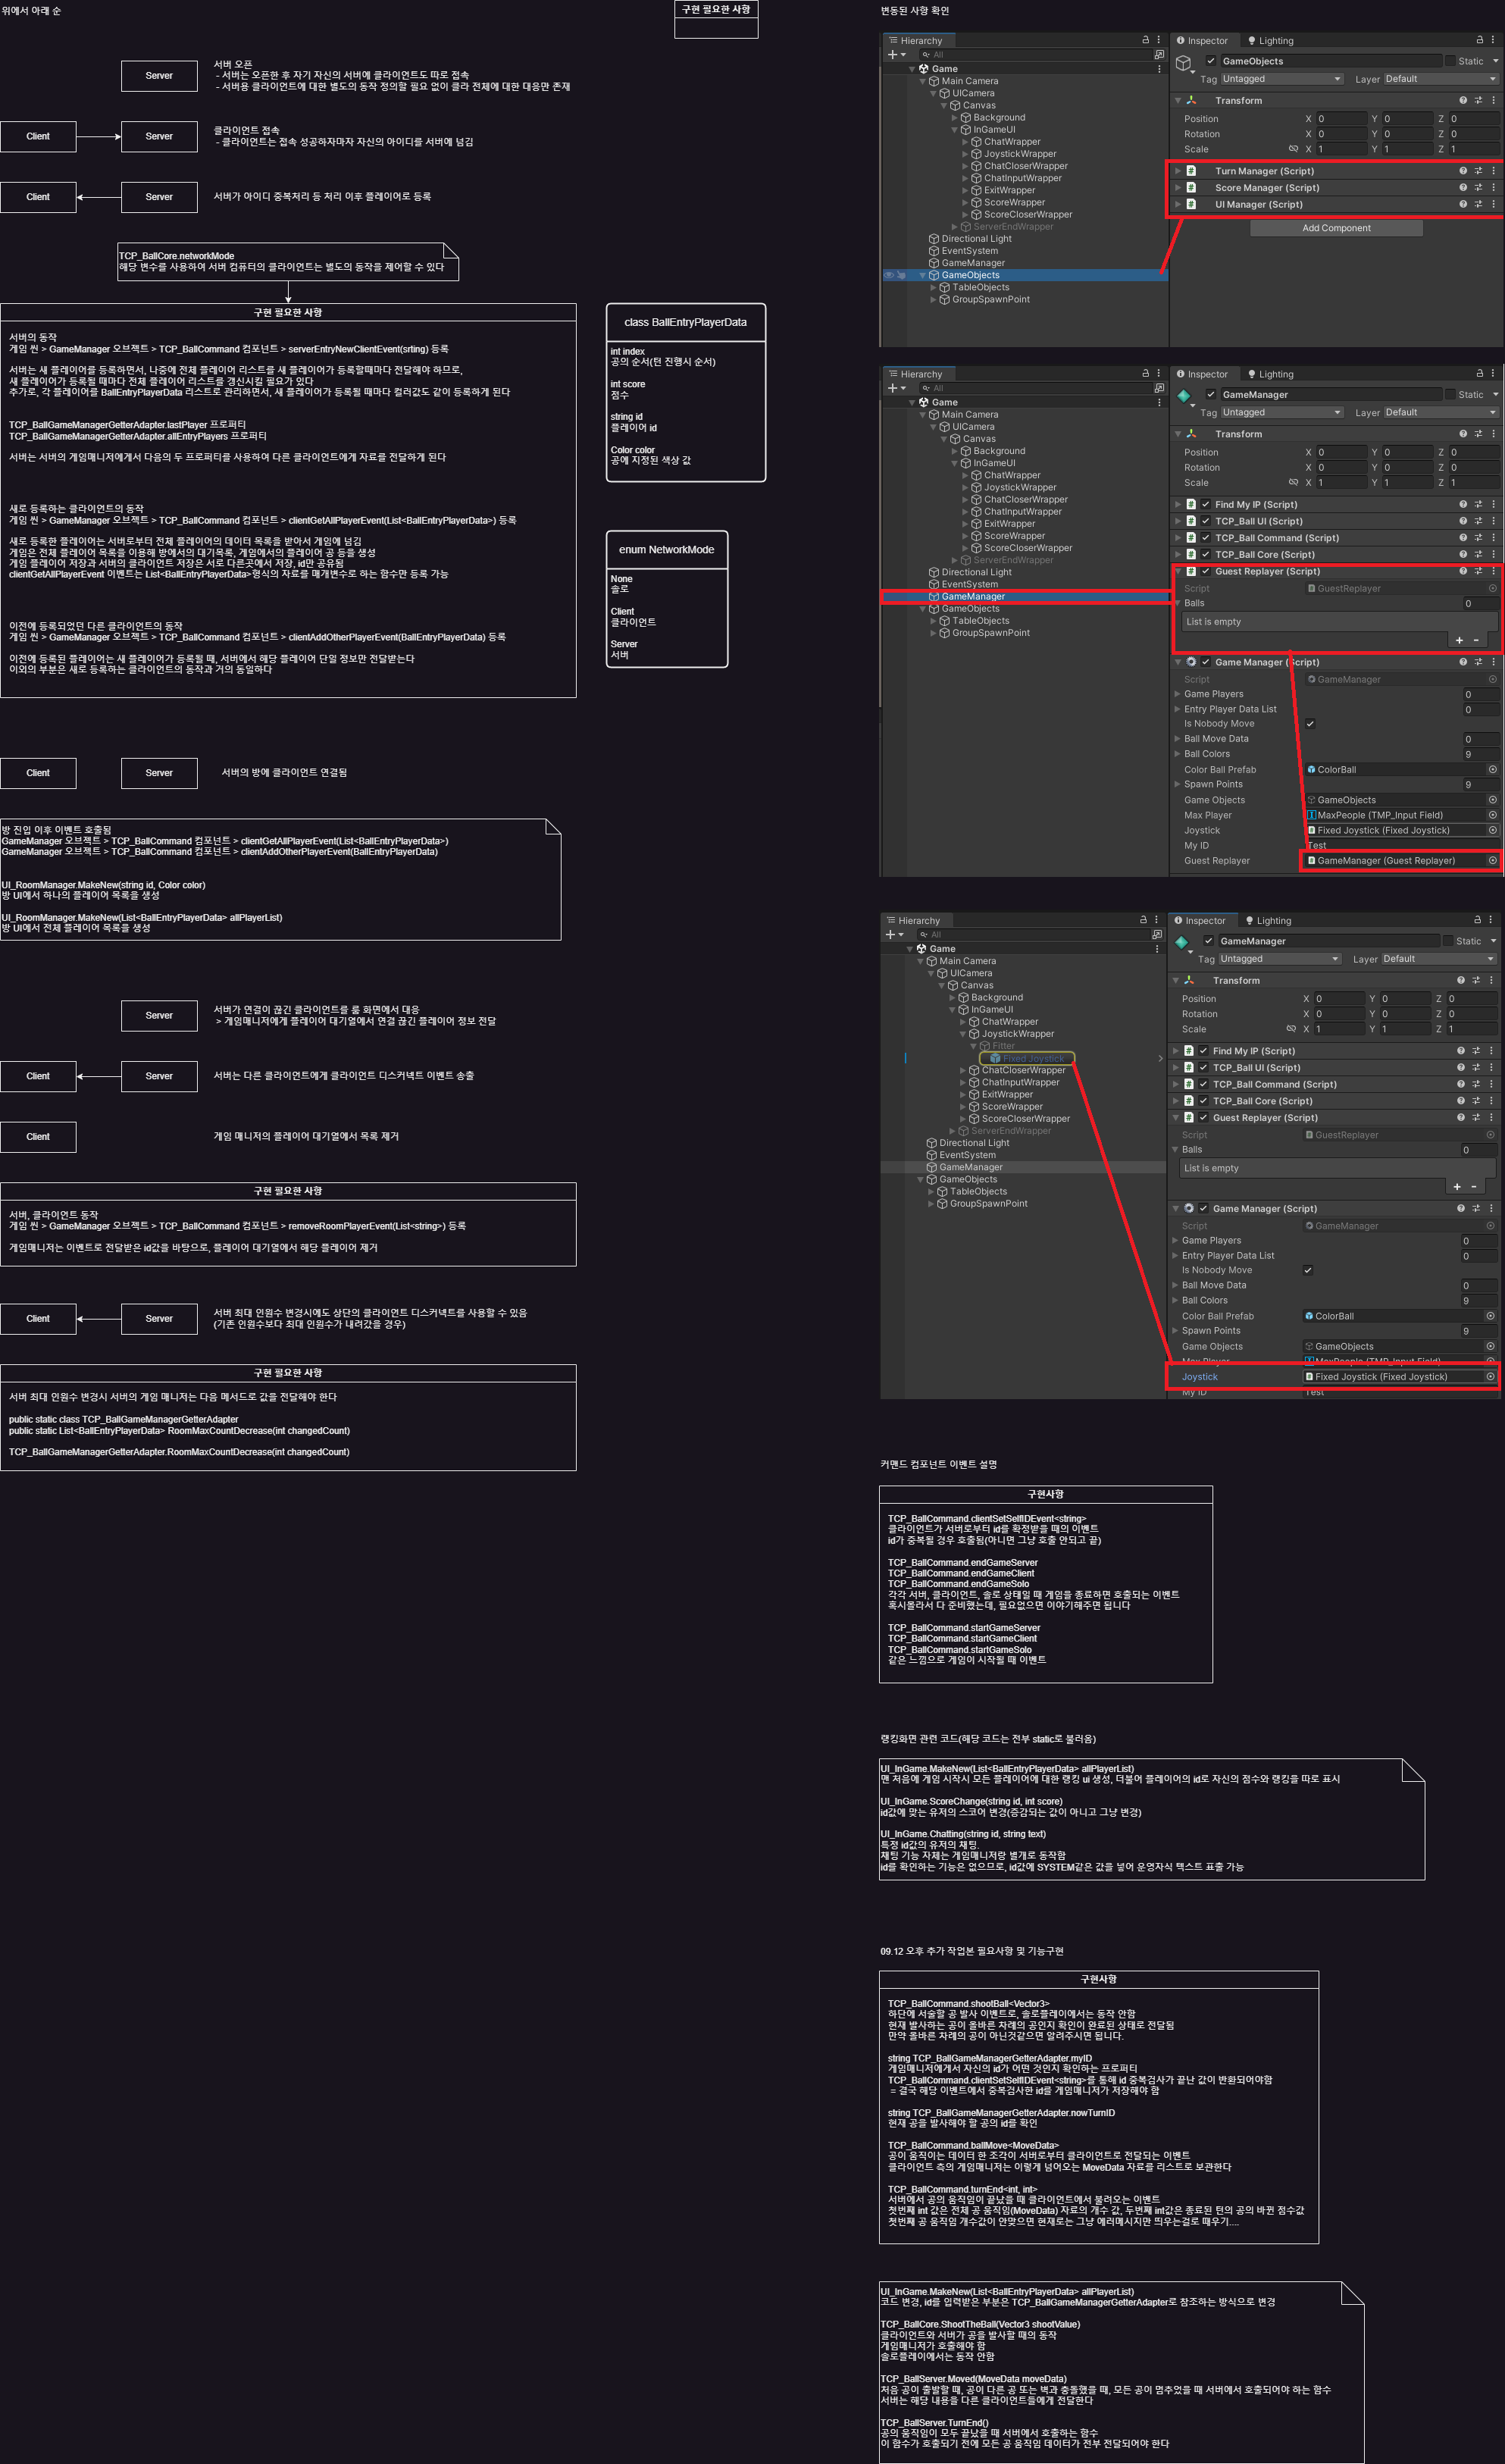 위에서 아래 순
구현 필요한 사항
Server
서버 오픈
- 서버는 오픈한 후 자기 자신의 서버에 클라이언트도 따로 접속
- 서버용 클라이언트에 대한 별도의 동작 정의할 필요 없이 클라 전체에 대한 대응만 존재
Client
Server
클라이언트 접속
- 클라이언트는 접속 성공하자마자 자신의 아이디를 서버에 넘김
Client
Server
서버가 아이디 중복처리 등 처리 이후 플레이어로 등록
TCP_BallCore.networkMode
해당 변수를 사용하여 서버 컴퓨터의 클라이언트는 별도의 동작을 제어할 수 있다
구현 필요한 사항
서버의 동작
게임 씬 > GameManager 오브젝트 > TCP_BallCommand 컴포넌트 > serverEntryNewClientEvent(srting) 등록
서버는 새 플레이어를 등록하면서, 나중에 전체 플레이어 리스트를 새 플레이어가 등록할때마다 전달해야 하므로,
새 플레이어가 등록될 때마다 전체 플레이어 리스트를 갱신시킬 필요가 있다
추가로, 각 플레이어를 BallEntryPlayerData 리스트로 관리하면서, 새 플레이어가 등록될 때마다 컬러값도 같이 등록하게 된다
TCP_BallGameManagerGetterAdapter.lastPlayer 프로퍼티
TCP_BallGameManagerGetterAdapter.allEntryPlayers 프로퍼티
서버는 서버의 게임매니저에게서 다음의 두 프로퍼티를 사용하여 다른 클라이언트에게 자료를 전달하게 된다
새로 등록하는 클라이언트의 동작
게임 씬 > GameManager 오브젝트 > TCP_BallCommand 컴포넌트 > clientGetAllPlayerEvent(List<BallEntryPlayerData>) 등록
새로 등록한 플레이어는 서버로부터 전체 플레이어의 데이터 목록을 받아서 게임에 넘김
게임은 전체 플레이어 목록을 이용해 방에서의 대기목록, 게임에서의 플레이어 공 등을 생성
게임 플레이어 저장과 서버의 클라이언트 저장은 서로 다른곳에서 저장, id만 공유됨
clientGetAllPlayerEvent 이벤트는 List<BallEntryPlayerData>형식의 자료를 매개변수로 하는 함수만 등록 가능
이전에 등록되었던 다른 클라이언트의 동작
게임 씬 > GameManager 오브젝트 > TCP_BallCommand 컴포넌트 > clientAddOtherPlayerEvent(BallEntryPlayerData) 등록
이전에 등록된 플레이어는 새 플레이어가 등록될 때, 서버에서 해당 플레이어 단일 정보만 전달받는다
이외의 부분은 새로 등록하는 클라이언트의 동작과 거의 동일하다
class BallEntryPlayerData
int index
공의 순서(턴 진행시 순서)
int score
점수
string id
플레이어 id
Color color
공에 지정된 색상 값
enum NetworkMode
None
솔로
Client
클라이언트
Server
서버
Client
Server
서버의 방에 클라이언트 연결됨
방 진입 이후 이벤트 호출됨
GameManager 오브젝트 > TCP_BallCommand 컴포넌트 > clientGetAllPlayerEvent(List<BallEntryPlayerData>)
GameManager 오브젝트 > TCP_BallCommand 컴포넌트 > clientAddOtherPlayerEvent(BallEntryPlayerData)
UI_RoomManager.MakeNew(string id, Color color)
방 UI에서 하나의 플레이어 목록을 생성
UI_RoomManager.MakeNew(List<BallEntryPlayerData> allPlayerList)
방 UI에서 전체 플레이어 목록을 생성
Server
서버가 연결이 끊긴 클라이언트를 룸 화면에서 대응
> 게임매니저에게 플레이어 대기열에서 연결 끊긴 플레이어 정보 전달
Client
Server
서버는 다른 클라이언트에게 클라이언트 디스커넥트 이벤트 송출
Client
게임 매니저의 플레이어 대기열에서 목록 제거
구현 필요한 사항
서버, 클라이언트 동작
게임 씬 > GameManager 오브젝트 > TCP_BallCommand 컴포넌트 > removeRoomPlayerEvent(List<string>) 등록
게임매니저는 이벤트로 전달받은 id값을 바탕으로, 플레이어 대기열에서 해당 플레이어 제거
Client
Server
서버 최대 인원수 변경시에도 상단의 클라이언트 디스커넥트를 사용할 수 있음
(기존 인원수보다 최대 인원수가 내려갔을 경우)
구현 필요한 사항
서버 최대 인원수 변경시 서버의 게임 매니저는 다음 메서드로 값을 전달해야 한다
public static class TCP_BallGameManagerGetterAdapter
public static List<BallEntryPlayerData> RoomMaxCountDecrease(int changedCount)
TCP_BallGameManagerGetterAdapter.RoomMaxCountDecrease(int changedCount)
변동된 사항 확인
Hierarchy
All
Game
Main Camera
UICamera
Canvas
Background
InGameUI
ChatWrapper
JoystickWrapper
ChatCloserWrapper
ChatInputWrapper
ExitWrapper
ScoreWrapper
ScoreCloserWrapper
ServerEndWrapper
Directional Light
EventSystem
GameManager
GameObjects
TableObjects
GroupSpawnPoint
Inspector
Lighting
GameObjects
Static
Tag Untagged
Layer Default
Transform
Position X 0 Y 0 Z 0
Rotation X 0 Y 0 Z 0
Scale X 1 Y 1 Z 1
Turn Manager (Script)
Score Manager (Script)
UI Manager (Script)
Add Component
Hierarchy
All
Game
Main Camera
UICamera
Canvas
Background
InGameUI
ChatWrapper
JoystickWrapper
ChatCloserWrapper
ChatInputWrapper
ExitWrapper
ScoreWrapper
ScoreCloserWrapper
ServerEndWrapper
Directional Light
EventSystem
GameManager
GameObjects
TableObjects
GroupSpawnPoint
Inspector
Lighting
GameManager
Static
Tag Untagged
Layer Default
Transform
Position X 0 Y 0 Z 0
Rotation X 0 Y 0 Z 0
Scale X 1 Y 1 Z 1
Find My IP (Script)
TCP_Ball UI (Script)
TCP_Ball Command (Script)
TCP_Ball Core (Script)
Guest Replayer (Script)
Script GuestReplayer
Balls 0
List is empty
+ -
Game Manager (Script)
Script GameManager
Game Players 0
Entry Player Data List 0
Is Nobody Move
Ball Move Data 0
Ball Colors 9
Color Ball Prefab ColorBall
Spawn Points 9
Game Objects GameObjects
Max Player MaxPeople (TMP_Input Field)
Joystick Fixed Joystick (Fixed Joystick)
My ID Test
Guest Replayer GameManager (Guest Replayer)
Hierarchy
All
Game
Main Camera
UICamera
Canvas
Background
InGameUI
ChatWrapper
JoystickWrapper
Fitter
Fixed Joystick
ChatCloserWrapper
ChatInputWrapper
ExitWrapper
ScoreWrapper
ScoreCloserWrapper
ServerEndWrapper
Directional Light
EventSystem
GameManager
GameObjects
TableObjects
GroupSpawnPoint
Inspector
Lighting
GameManager
Static
Tag Untagged
Layer Default
Transform
Position X 0 Y 0 Z 0
Rotation X 0 Y 0 Z 0
Scale X 1 Y 1 Z 1
Find My IP (Script)
TCP_Ball UI (Script)
TCP_Ball Command (Script)
TCP_Ball Core (Script)
Guest Replayer (Script)
Script GuestReplayer
Balls 0
List is empty
+ -
Game Manager (Script)
Script GameManager
Game Players 0
Entry Player Data List 0
Is Nobody Move
Ball Move Data 0
Ball Colors 9
Color Ball Prefab ColorBall
Spawn Points 9
Game Objects GameObjects
Max Player MaxPeople (TMP_Input Field)
Joystick Fixed Joystick (Fixed Joystick)
My ID Test
커맨드 컴포넌트 이벤트 설명
구현사항
TCP_BallCommand.clientSetSelfIDEvent<string>
클라이언트가 서버로부터 id를 확정받을 때의 이벤트
id가 중복될 경우 호출됨(아니면 그냥 호출 안되고 끝)
TCP_BallCommand.endGameServer
TCP_BallCommand.endGameClient
TCP_BallCommand.endGameSolo
각각 서버, 클라이언트, 솔로 상태일 때 게임을 종료하면 호출되는 이벤트
혹시몰라서 다 준비했는데, 필요없으면 이야기해주면 됩니다
TCP_BallCommand.startGameServer
TCP_BallCommand.startGameClient
TCP_BallCommand.startGameSolo
같은 느낌으로 게임이 시작될 때 이벤트
랭킹화면 관련 코드(해당 코드는 전부 static로 불러옴)
UI_InGame.MakeNew(List<BallEntryPlayerData> allPlayerList)
맨 처음에 게임 시작시 모든 플레이어에 대한 랭킹 ui 생성, 더불어 플레이어의 id로 자신의 점수와 랭킹을 따로 표시
UI_InGame.ScoreChange(string id, int score)
id값에 맞는 유저의 스코어 변경(증감되는 값이 아니고 그냥 변경)
UI_InGame.Chatting(string id, string text)
특정 id값의 유저의 채팅.
채팅 기능 자체는 게임매니저랑 별개로 동작함
id를 확인하는 기능은 없으므로, id값에 SYSTEM같은 값을 넣어 운영자식 텍스트 표출 가능
09.12 오후 추가 작업본 필요사항 및 기능구현
구현사항
TCP_BallCommand.shootBall<Vector3>
하단에 서술할 공 발사 이벤트로, 솔로플레이에서는 동작 안함
현재 발사하는 공이 올바른 차례의 공인지 확인이 완료된 상태로 전달됨
만약 올바른 차례의 공이 아닌것같으면 알려주시면 됩니다.
string TCP_BallGameManagerGetterAdapter.myID
게임매니저에게서 자신의 id가 어떤 것인지 확인하는 프로퍼티
TCP_BallCommand.clientSetSelfIDEvent<string>를 통해 id 중복검사가 끝난 값이 반환되어야함
= 결국 해당 이벤트에서 중복검사한 id를 게임매니저가 저장해야 함
string TCP_BallGameManagerGetterAdapter.nowTurnID
현재 공을 발사해야 할 공의 id를 확인
TCP_BallCommand.ballMove<MoveData>
공이 움직이는 데이터 한 조각이 서버로부터 클라이언트로 전달되는 이벤트
클라이언트 측의 게임매니저는 이렇게 넘어오는 MoveData 자료를 리스트로 보관한다
TCP_BallCommand.turnEnd<int, int>
서버에서 공의 움직임이 끝났을 때 클라이언트에서 불려오는 이벤트
첫번째 int 값은 전체 공 움직임(MoveData) 자료의 개수 값, 두번째 int값은 종료된 턴의 공의 바뀐 점수값
첫번째 공 움직임 개수값이 안맞으면 현재로는 그냥 에러메시지만 띄우는걸로 때우기....
UI_InGame.MakeNew(List<BallEntryPlayerData> allPlayerList)
코드 변경, id를 입력받은 부분은 TCP_BallGameManagerGetterAdapter로 참조하는 방식으로 변경
TCP_BallCore.ShootTheBall(Vector3 shootValue)
클라이언트와 서버가 공을 발사할 때의 동작
게임매니저가 호출해야 함
솔로플레이에서는 동작 안함
TCP_BallServer.Moved(MoveData moveData)
처음 공이 출발할 때, 공이 다른 공 또는 벽과 충돌했을 때, 모든 공이 멈추었을 때 서버에서 호출되어야 하는 함수
서버는 해당 내용을 다른 클라이언트들에게 전달한다
TCP_BallServer.TurnEnd()
공의 움직임이 모두 끝났을 때 서버에서 호출하는 함수
이 함수가 호출되기 전에 모든 공 움직임 데이터가 전부 전달되어야 한다